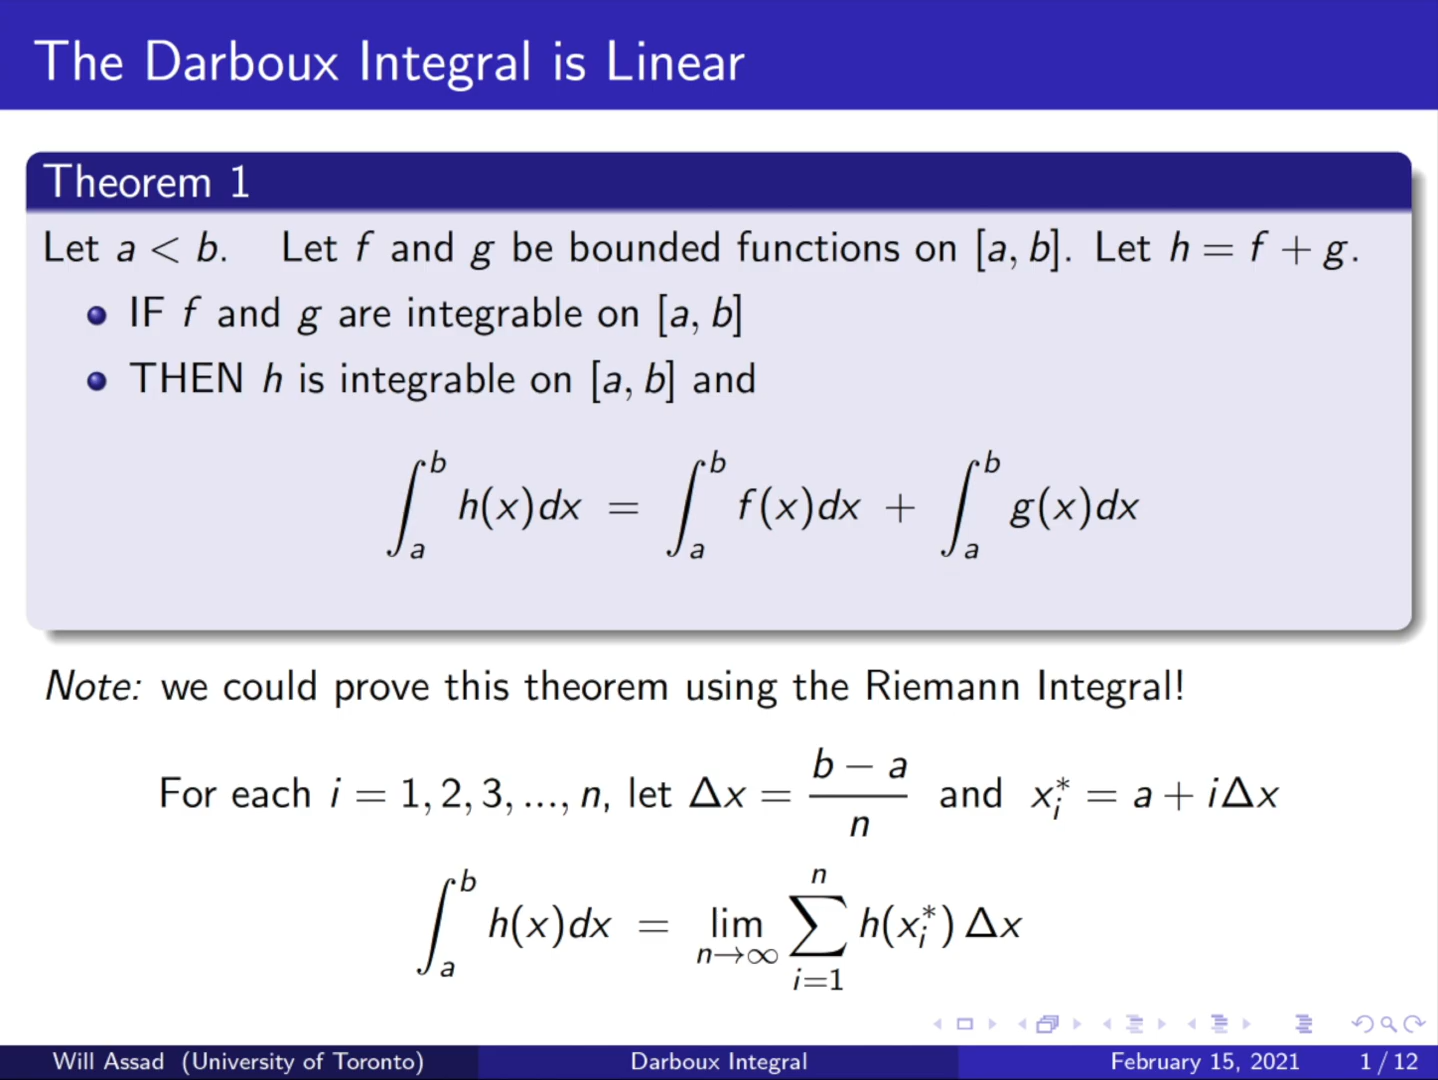 The Darboux Integral is Linear
Theorem 1
Let a < b. Let f and g be bounded functions on [a, b]. Let h = f + g.
IF f and g are integrable on [a, b]
THEN h is integrable on [a, b] and
∫_a^b h(x)dx = ∫_a^b f(x)dx + ∫_a^b g(x)dx
Note: we could prove this theorem using the Riemann Integral!
For each i = 1, 2, 3, ..., n, let Δx = (b − a)/n and x_i^* = a + iΔx
∫_a^b h(x)dx = lim_{n→∞} ∑_{i=1}^n h(x_i^*) Δx
Will Assad (University of Toronto) Darboux Integral February 15, 2021 1 / 12